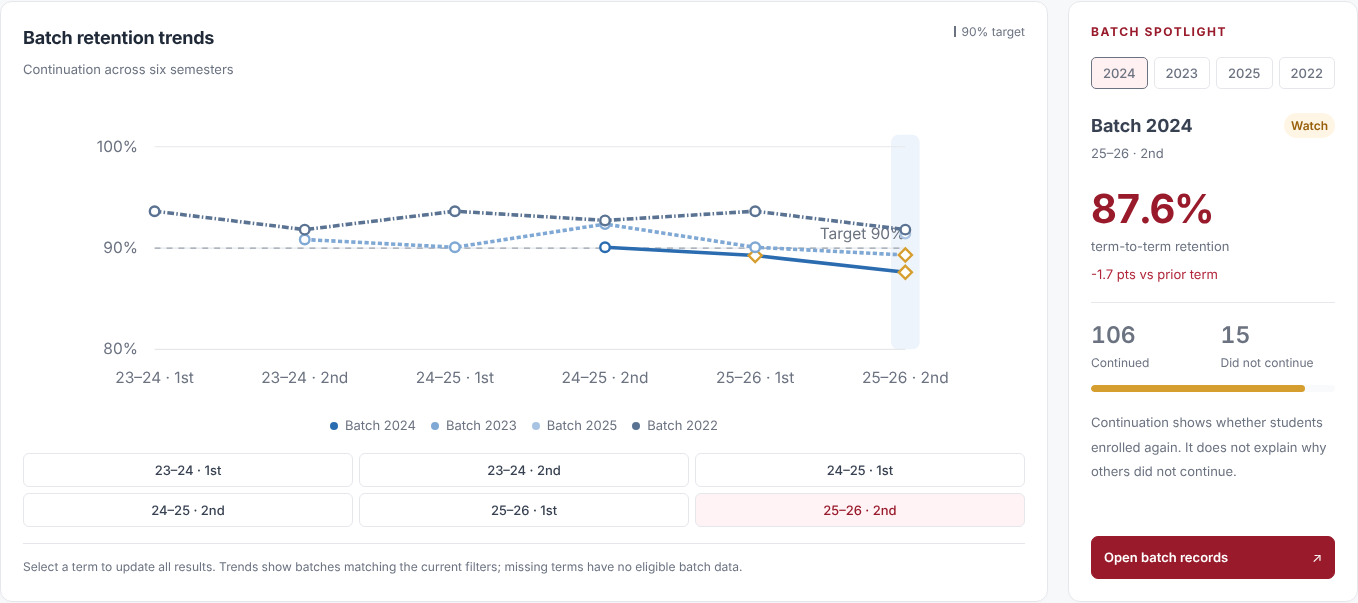 Batch retention trends
90% target
Continuation across six semesters
100%
90%
80%
Target 90%
23–24 · 1st
23–24 · 2nd
24–25 · 1st
24–25 · 2nd
25–26 · 1st
25–26 · 2nd
Batch 2024
Batch 2023
Batch 2025
Batch 2022
23–24 · 1st
23–24 · 2nd
24–25 · 1st
24–25 · 2nd
25–26 · 1st
25–26 · 2nd
Select a term to update all results. Trends show batches matching the current filters; missing terms have no eligible batch data.
BATCH SPOTLIGHT
2024
2023
2025
2022
Batch 2024
Watch
25–26 · 2nd
87.6%
term-to-term retention
-1.7 pts vs prior term
106
15
Continued
Did not continue
Continuation shows whether students
enrolled again. It does not explain why
others did not continue.
Open batch records